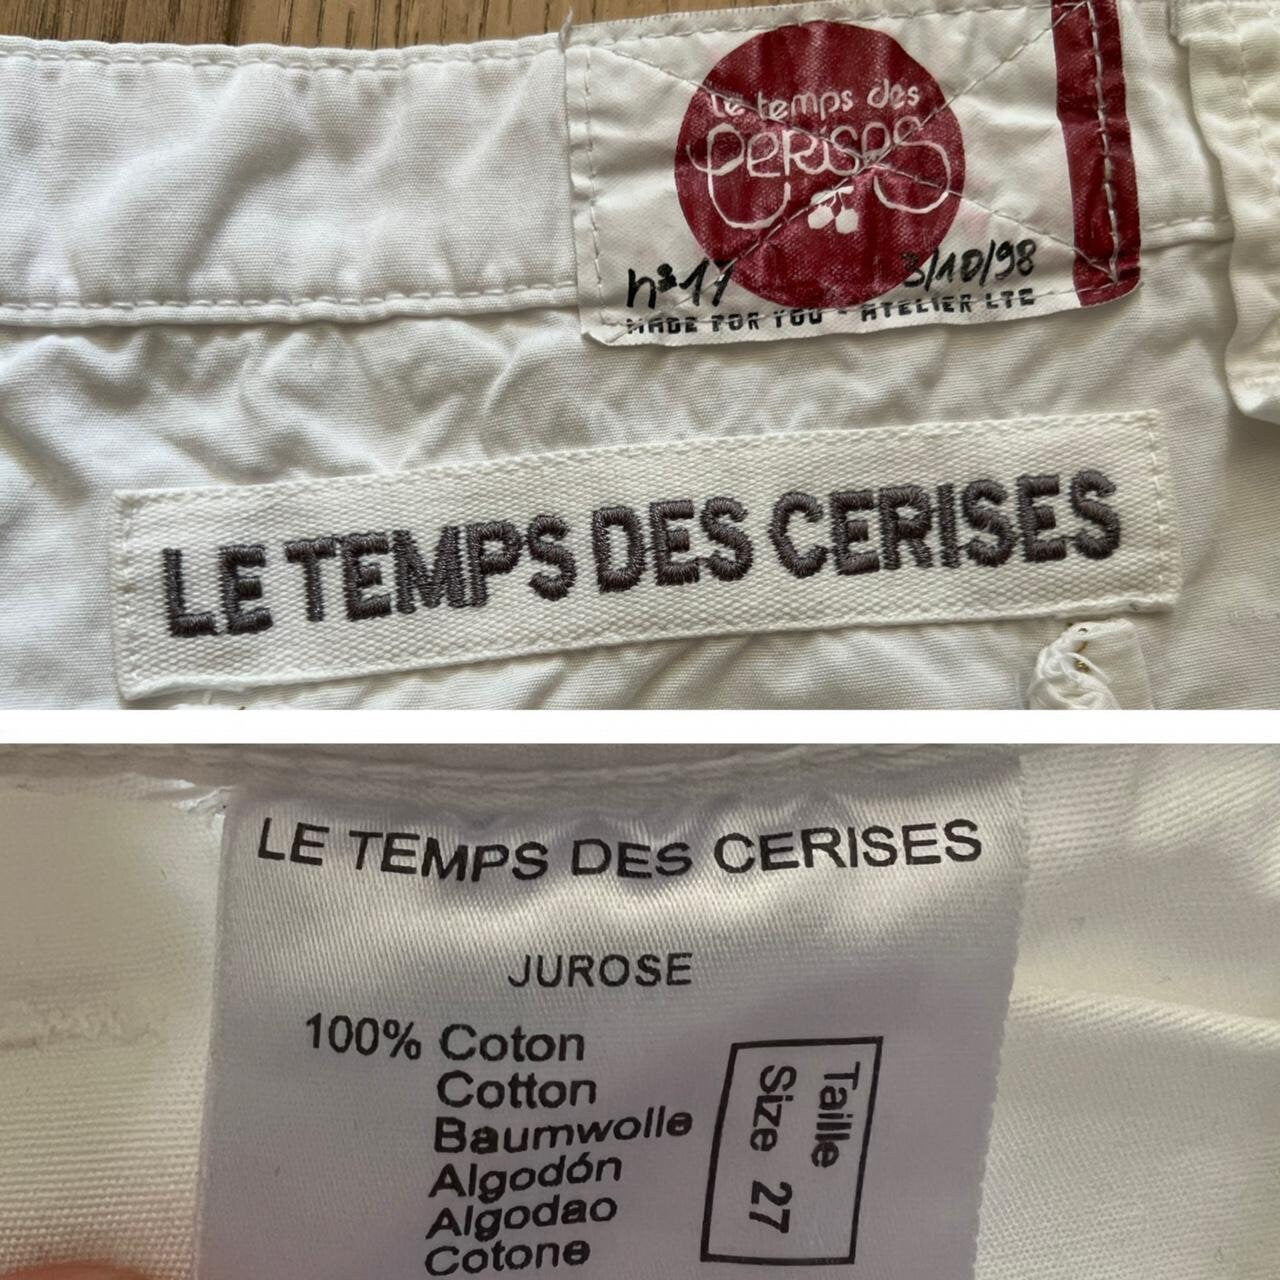 le temps des
CERISES
n°17 3/10/98
MADE FOR YOU - ATELIER LTC
LE TEMPS DES CERISES
LE TEMPS DES CERISES
JUROSE
100% Coton
Cotton
Baumwolle
Algodón
Algodao
Cotone
Taille
Size 27